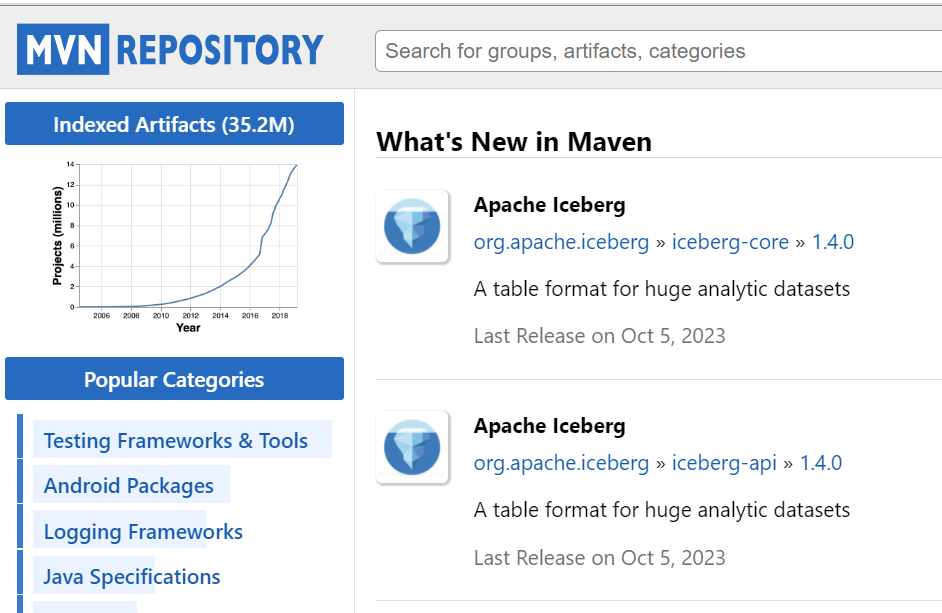 MVN REPOSITORY
Search for groups, artifacts, categories
Indexed Artifacts (35.2M)
Projects (millions)
14
12
10
8
6
4
2
0
2006 2008 2010 2012 2014 2016 2018
Year
Popular Categories
Testing Frameworks & Tools
Android Packages
Logging Frameworks
Java Specifications
What's New in Maven
Apache Iceberg
org.apache.iceberg » iceberg-core » 1.4.0
A table format for huge analytic datasets
Last Release on Oct 5, 2023
Apache Iceberg
org.apache.iceberg » iceberg-api » 1.4.0
A table format for huge analytic datasets
Last Release on Oct 5, 2023